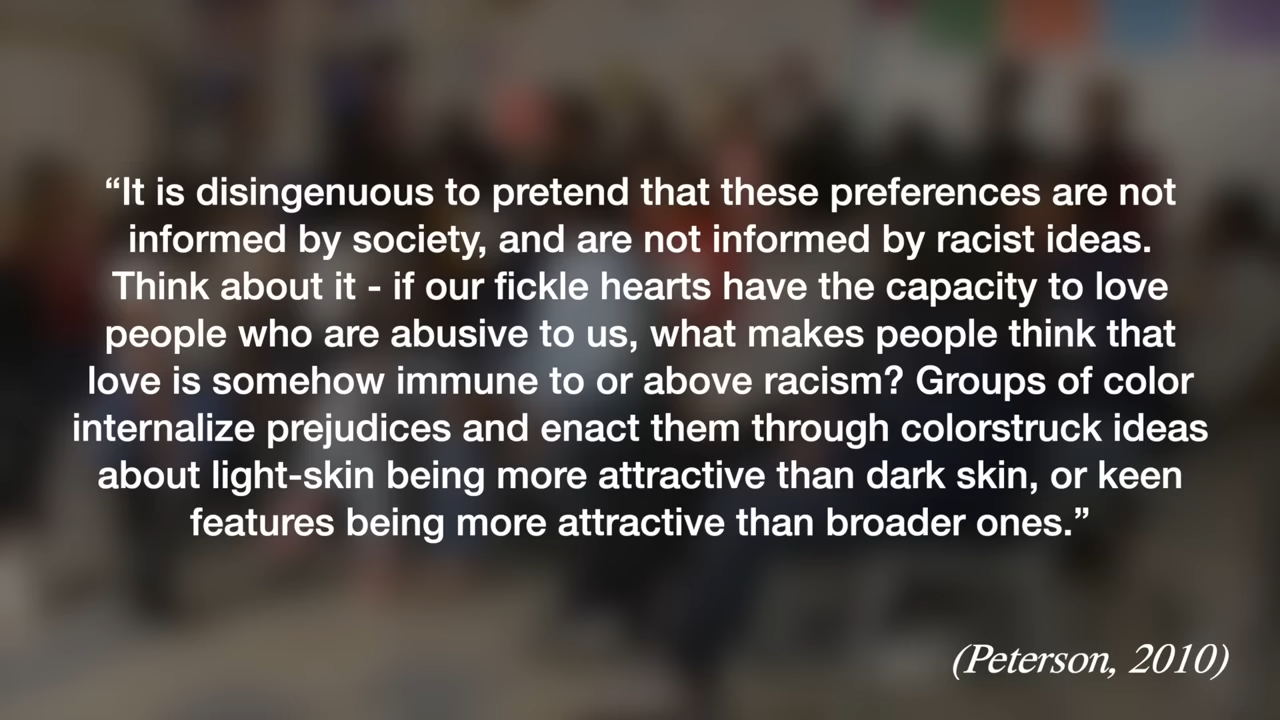 “It is disingenuous to pretend that these preferences are not
informed by society, and are not informed by racist ideas.
Think about it - if our fickle hearts have the capacity to love
people who are abusive to us, what makes people think that
love is somehow immune to or above racism? Groups of color
internalize prejudices and enact them through colorstruck ideas
about light-skin being more attractive than dark skin, or keen
features being more attractive than broader ones.”
(Peterson, 2010)